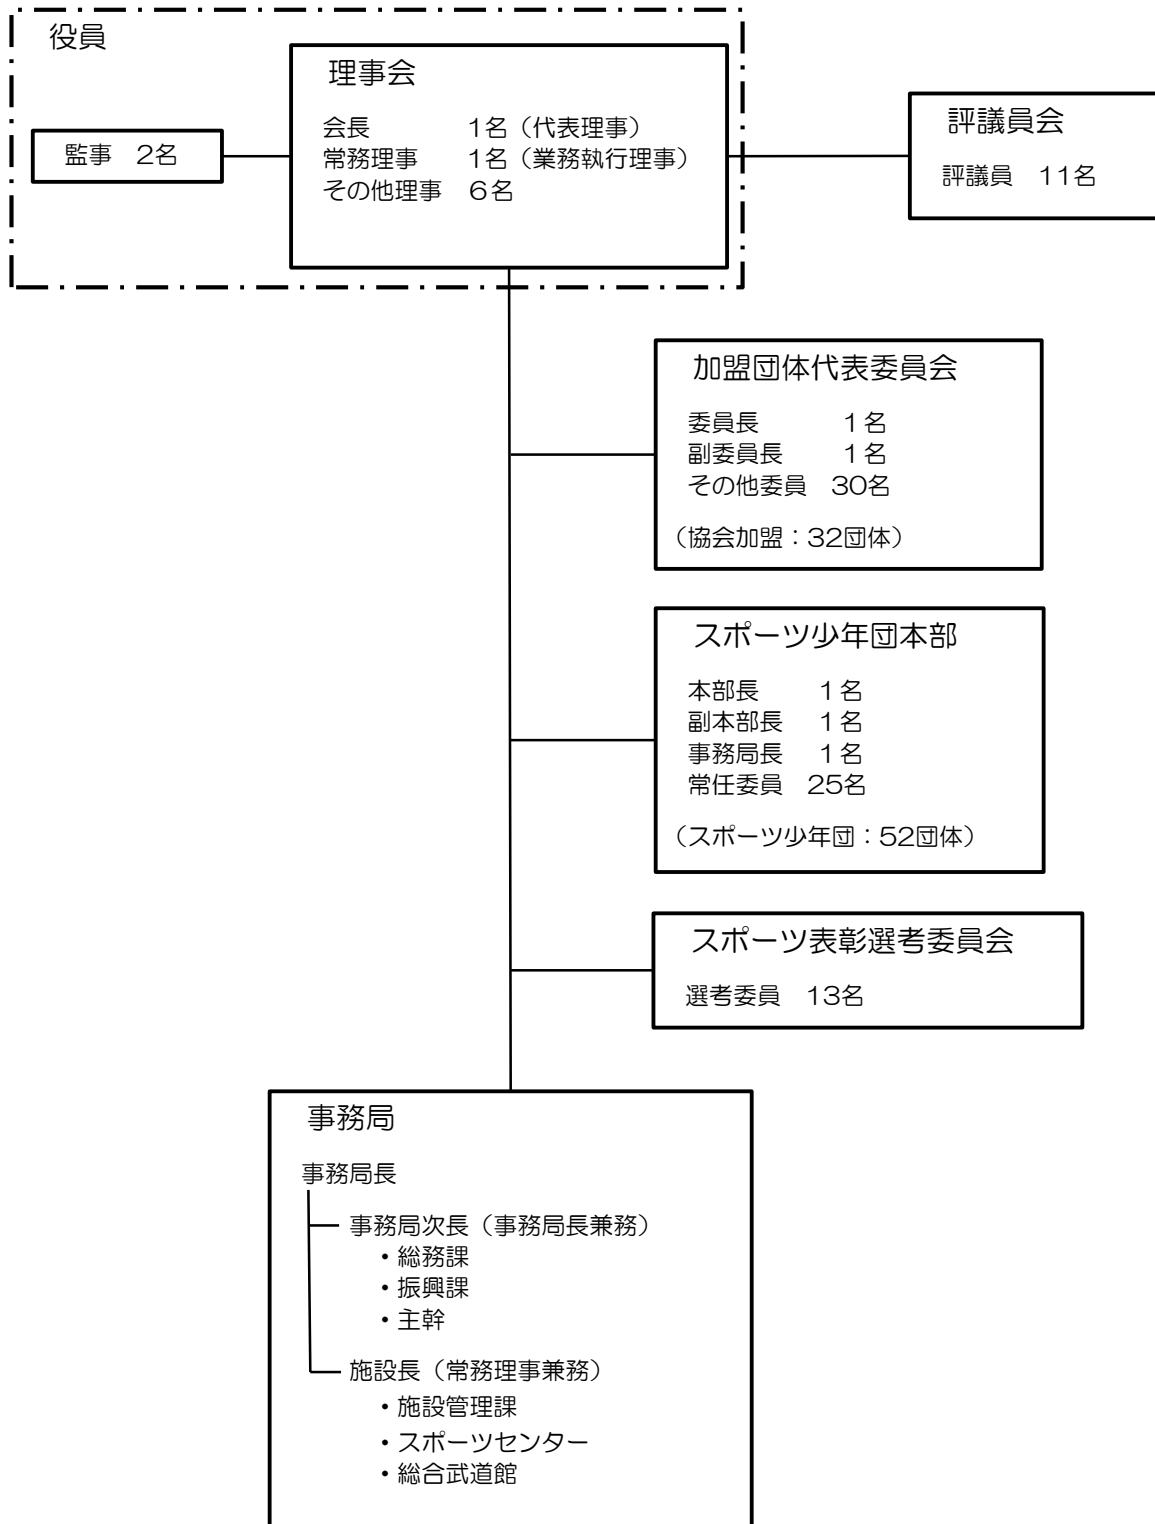 役員
監事　2名
理事会
会長　　　　1名（代表理事）
常務理事　　1名（業務執行理事）
その他理事　6名
評議員会
評議員　11名
加盟団体代表委員会
委員長　　　　1名
副委員長　　　1名
その他委員　30名
（協会加盟：32団体）
スポーツ少年団本部
本部長　　　1名
副本部長　　1名
事務局長　　1名
常任委員　25名
（スポーツ少年団：52団体）
スポーツ表彰選考委員会
選考委員　13名
事務局
事務局長
事務局次長（事務局長兼務）
・総務課
・振興課
・主幹
施設長（常務理事兼務）
・施設管理課
・スポーツセンター
・総合武道館